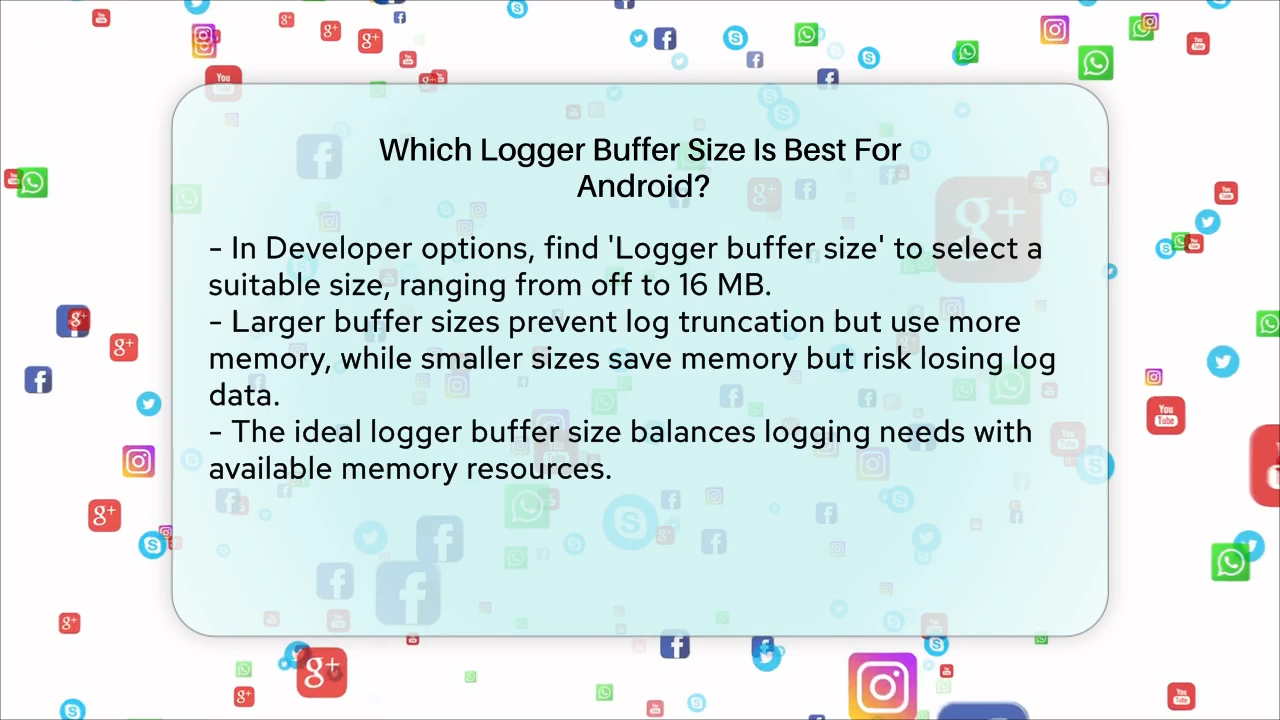 Which Logger Buffer Size Is Best For
Android?
- In Developer options, find 'Logger buffer size' to select a
suitable size, ranging from off to 16 MB.
- Larger buffer sizes prevent log truncation but use more
memory, while smaller sizes save memory but risk losing log
data.
- The ideal logger buffer size balances logging needs with
available memory resources.